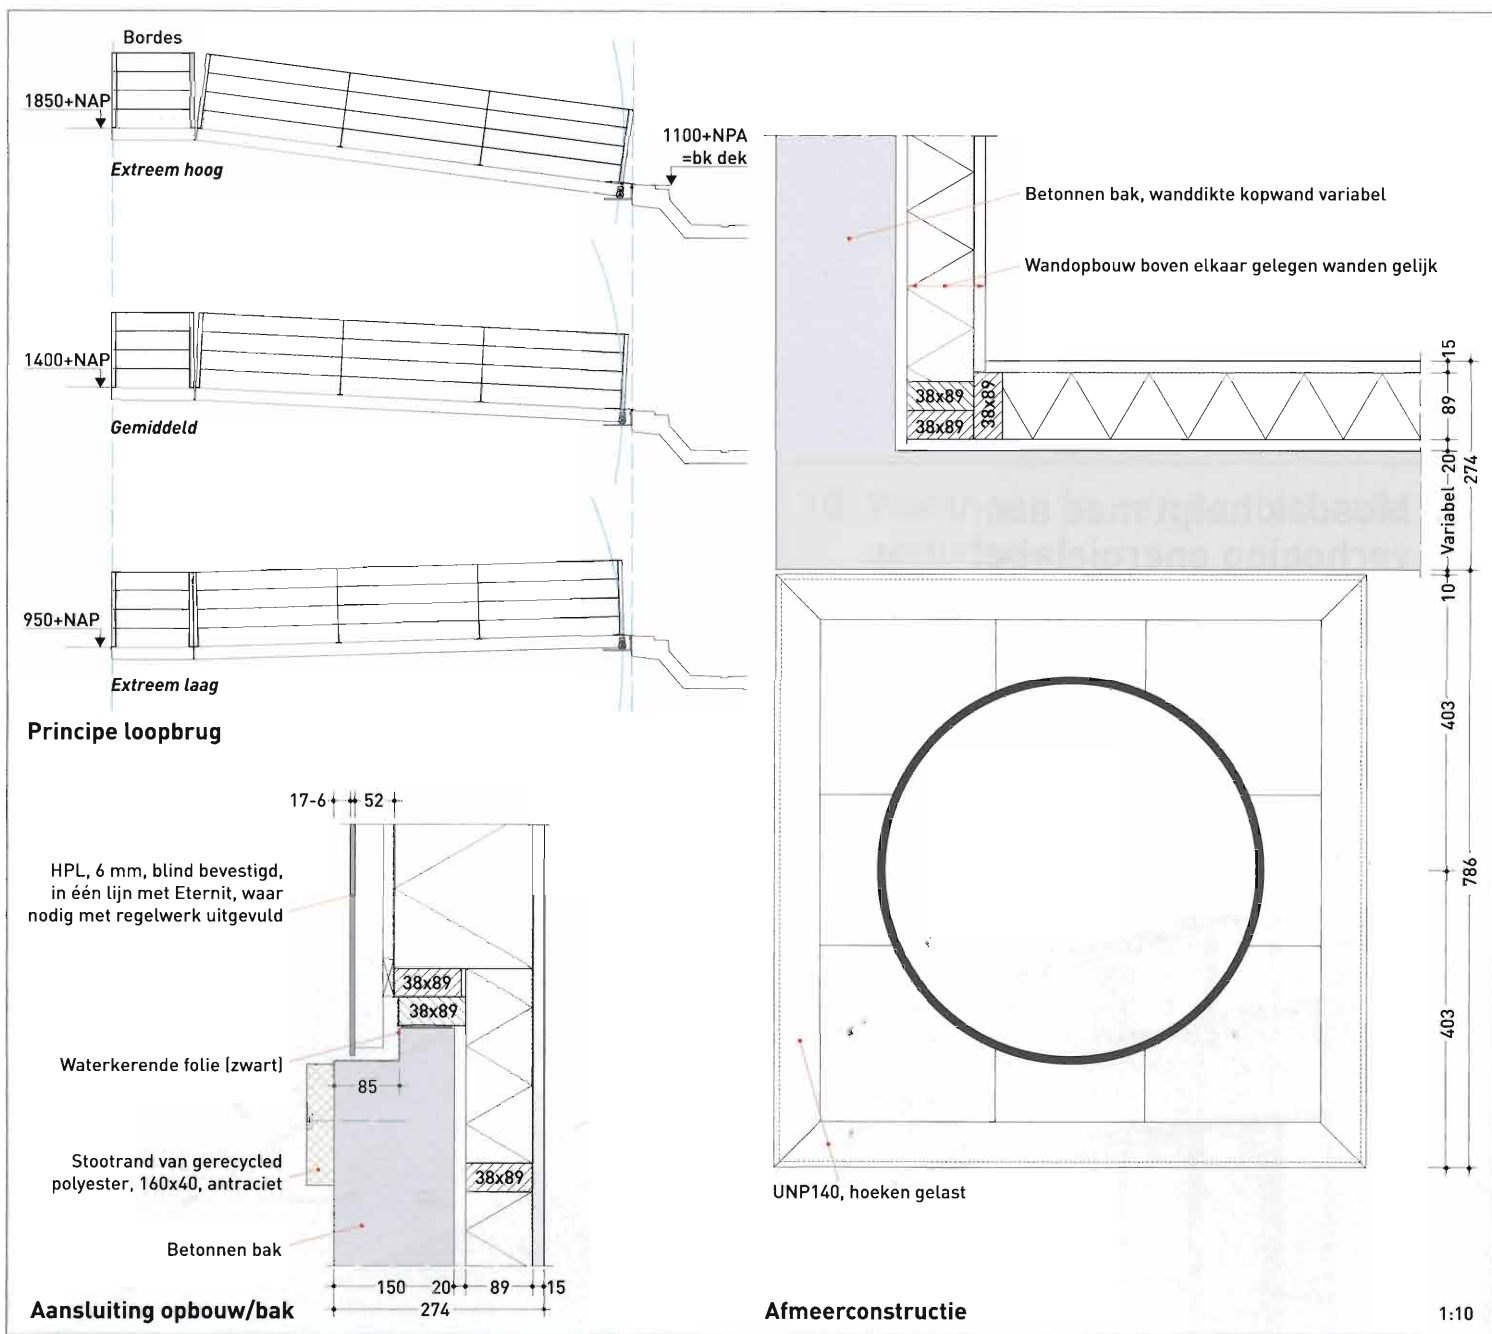 Bordes
1850+NAP
Extreem hoog
1100+NPA
=bk dek
1400+NAP
Gemiddeld
950+NAP
Extreem laag
Principe loopbrug
17-6
52
HPL, 6 mm, blind bevestigd,
in één lijn met Eternit, waar
nodig met regelwerk uitgevuld
38x89
38x89
Waterkerende folie (zwart)
85
Stootrand van gerecycled
polyester, 160x40, antraciet
38x89
Betonnen bak
150 20 89 15
274
Aansluiting opbouw/bak
Betonnen bak, wanddikte kopwand variabel
Wandopbouw boven elkaar gelegen wanden gelijk
38x89
38x89
38x89
15
89
20
Variabel
274
10
403
403
786
UNP140, hoeken gelast
Afmeerconstructie
1:10